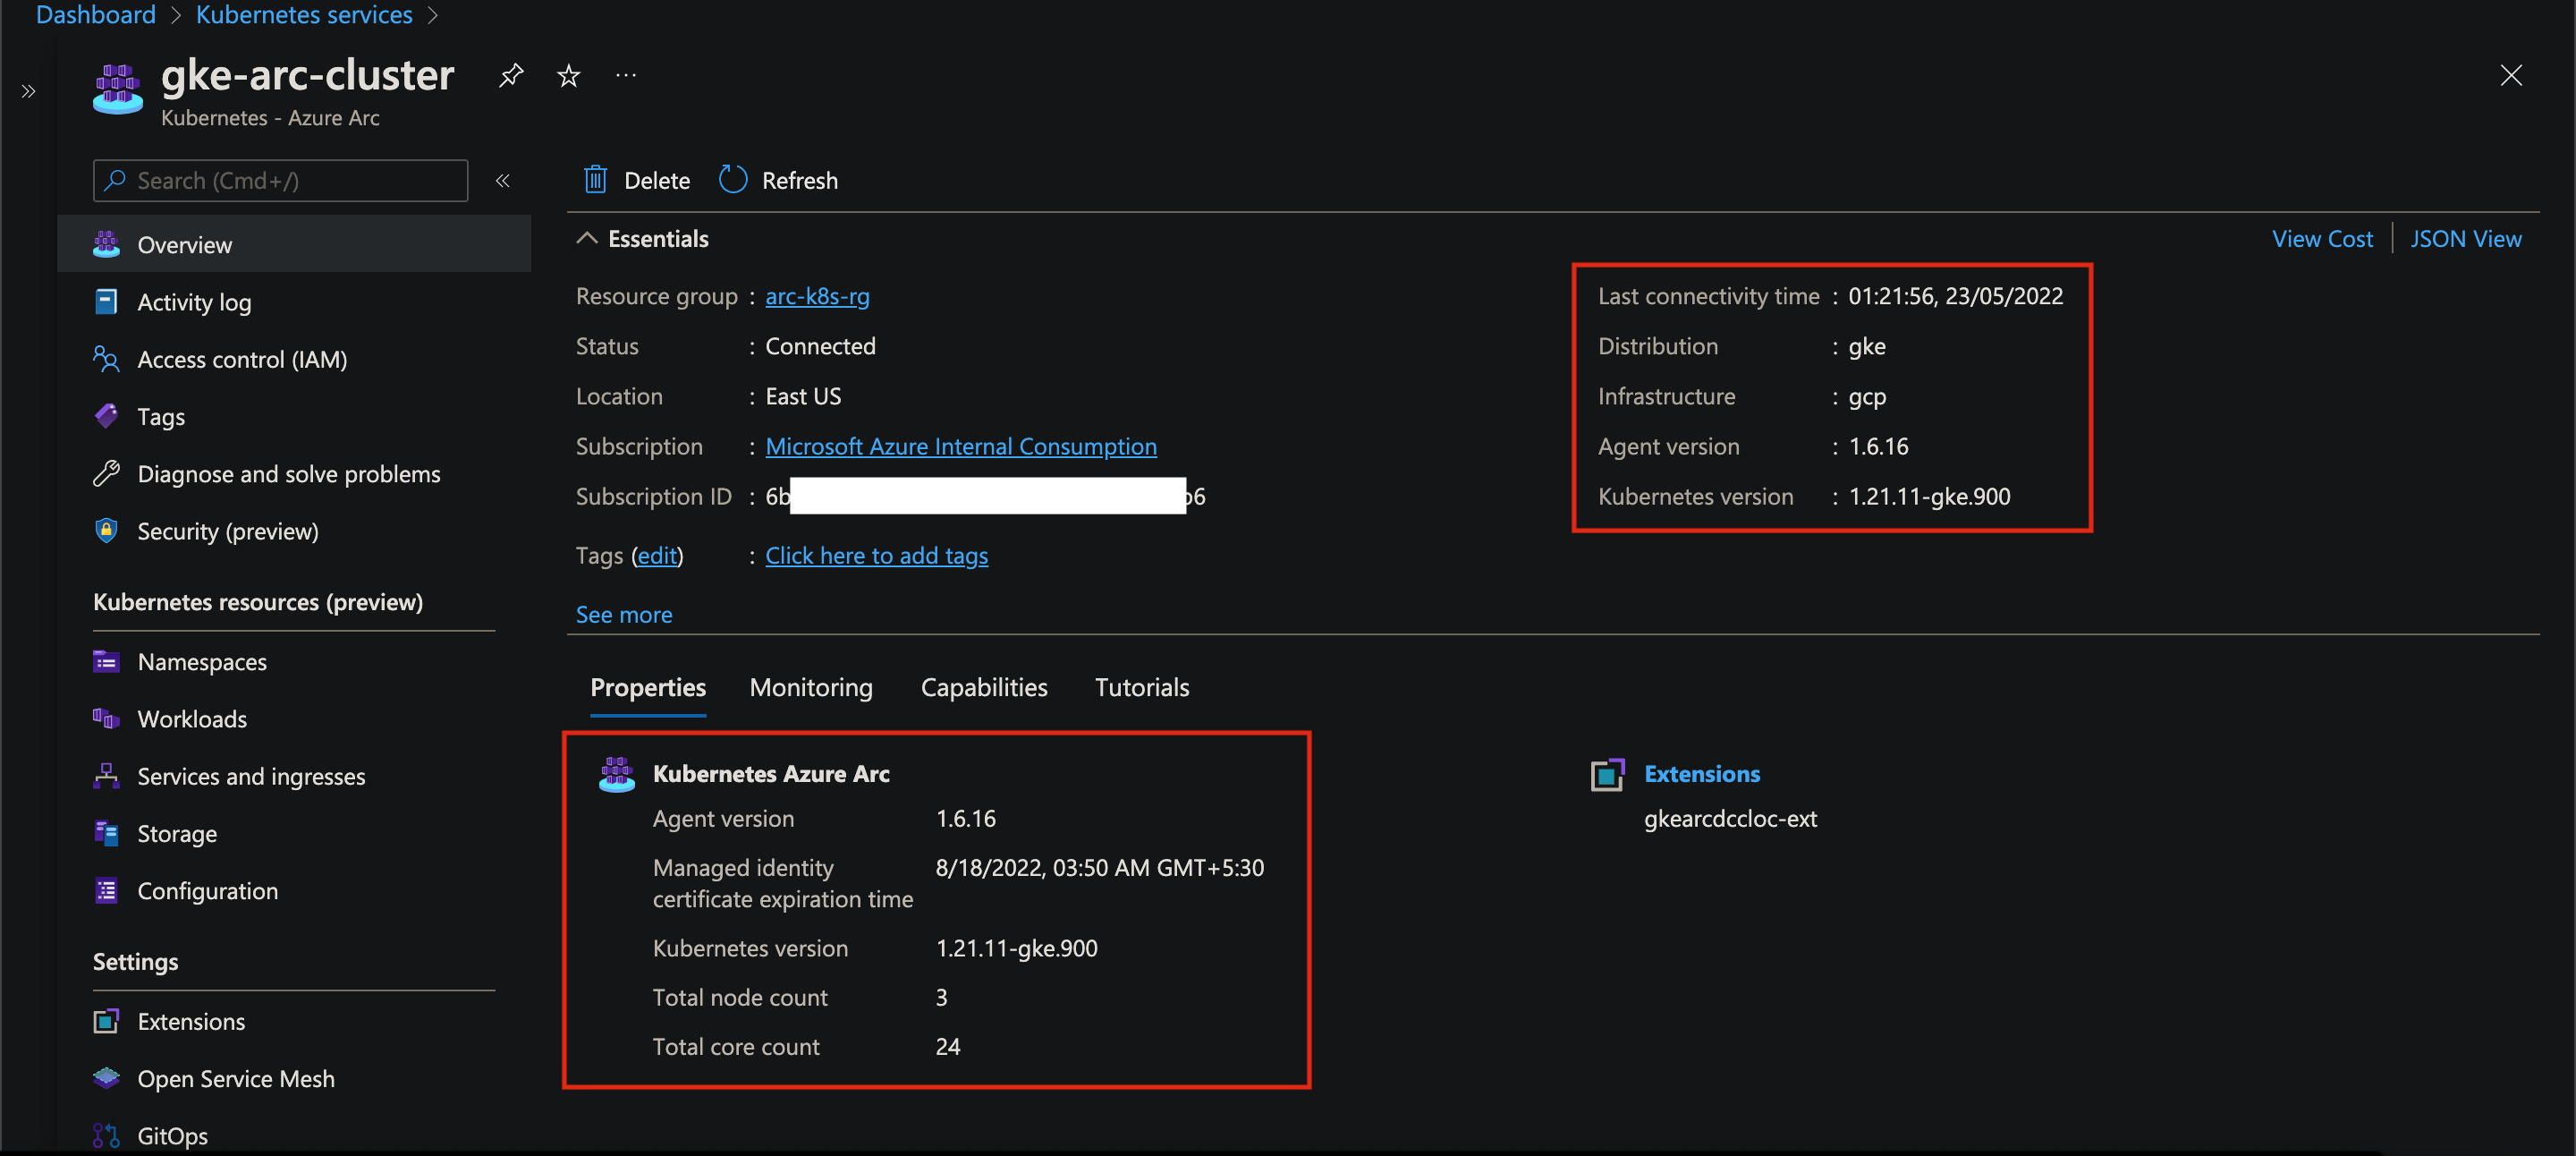 Dashboard > Kubernetes services >
gke-arc-cluster
Kubernetes - Azure Arc
Search (Cmd+/)
Overview
Activity log
Access control (IAM)
Tags
Diagnose and solve problems
Security (preview)
Kubernetes resources (preview)
Namespaces
Workloads
Services and ingresses
Storage
Configuration
Settings
Extensions
Open Service Mesh
GitOps
Delete
Refresh
Essentials
View Cost
JSON View
Resource group : arc-k8s-rg
Status : Connected
Location : East US
Subscription : Microsoft Azure Internal Consumption
Subscription ID : 6b
Tags (edit) : Click here to add tags
See more
Last connectivity time : 01:21:56, 23/05/2022
Distribution : gke
Infrastructure : gcp
Agent version : 1.6.16
Kubernetes version : 1.21.11-gke.900
Properties
Monitoring
Capabilities
Tutorials
Kubernetes Azure Arc
Agent version 1.6.16
Managed identity 8/18/2022, 03:50 AM GMT+5:30
certificate expiration time
Kubernetes version 1.21.11-gke.900
Total node count 3
Total core count 24
Extensions
gkearcdccloc-ext